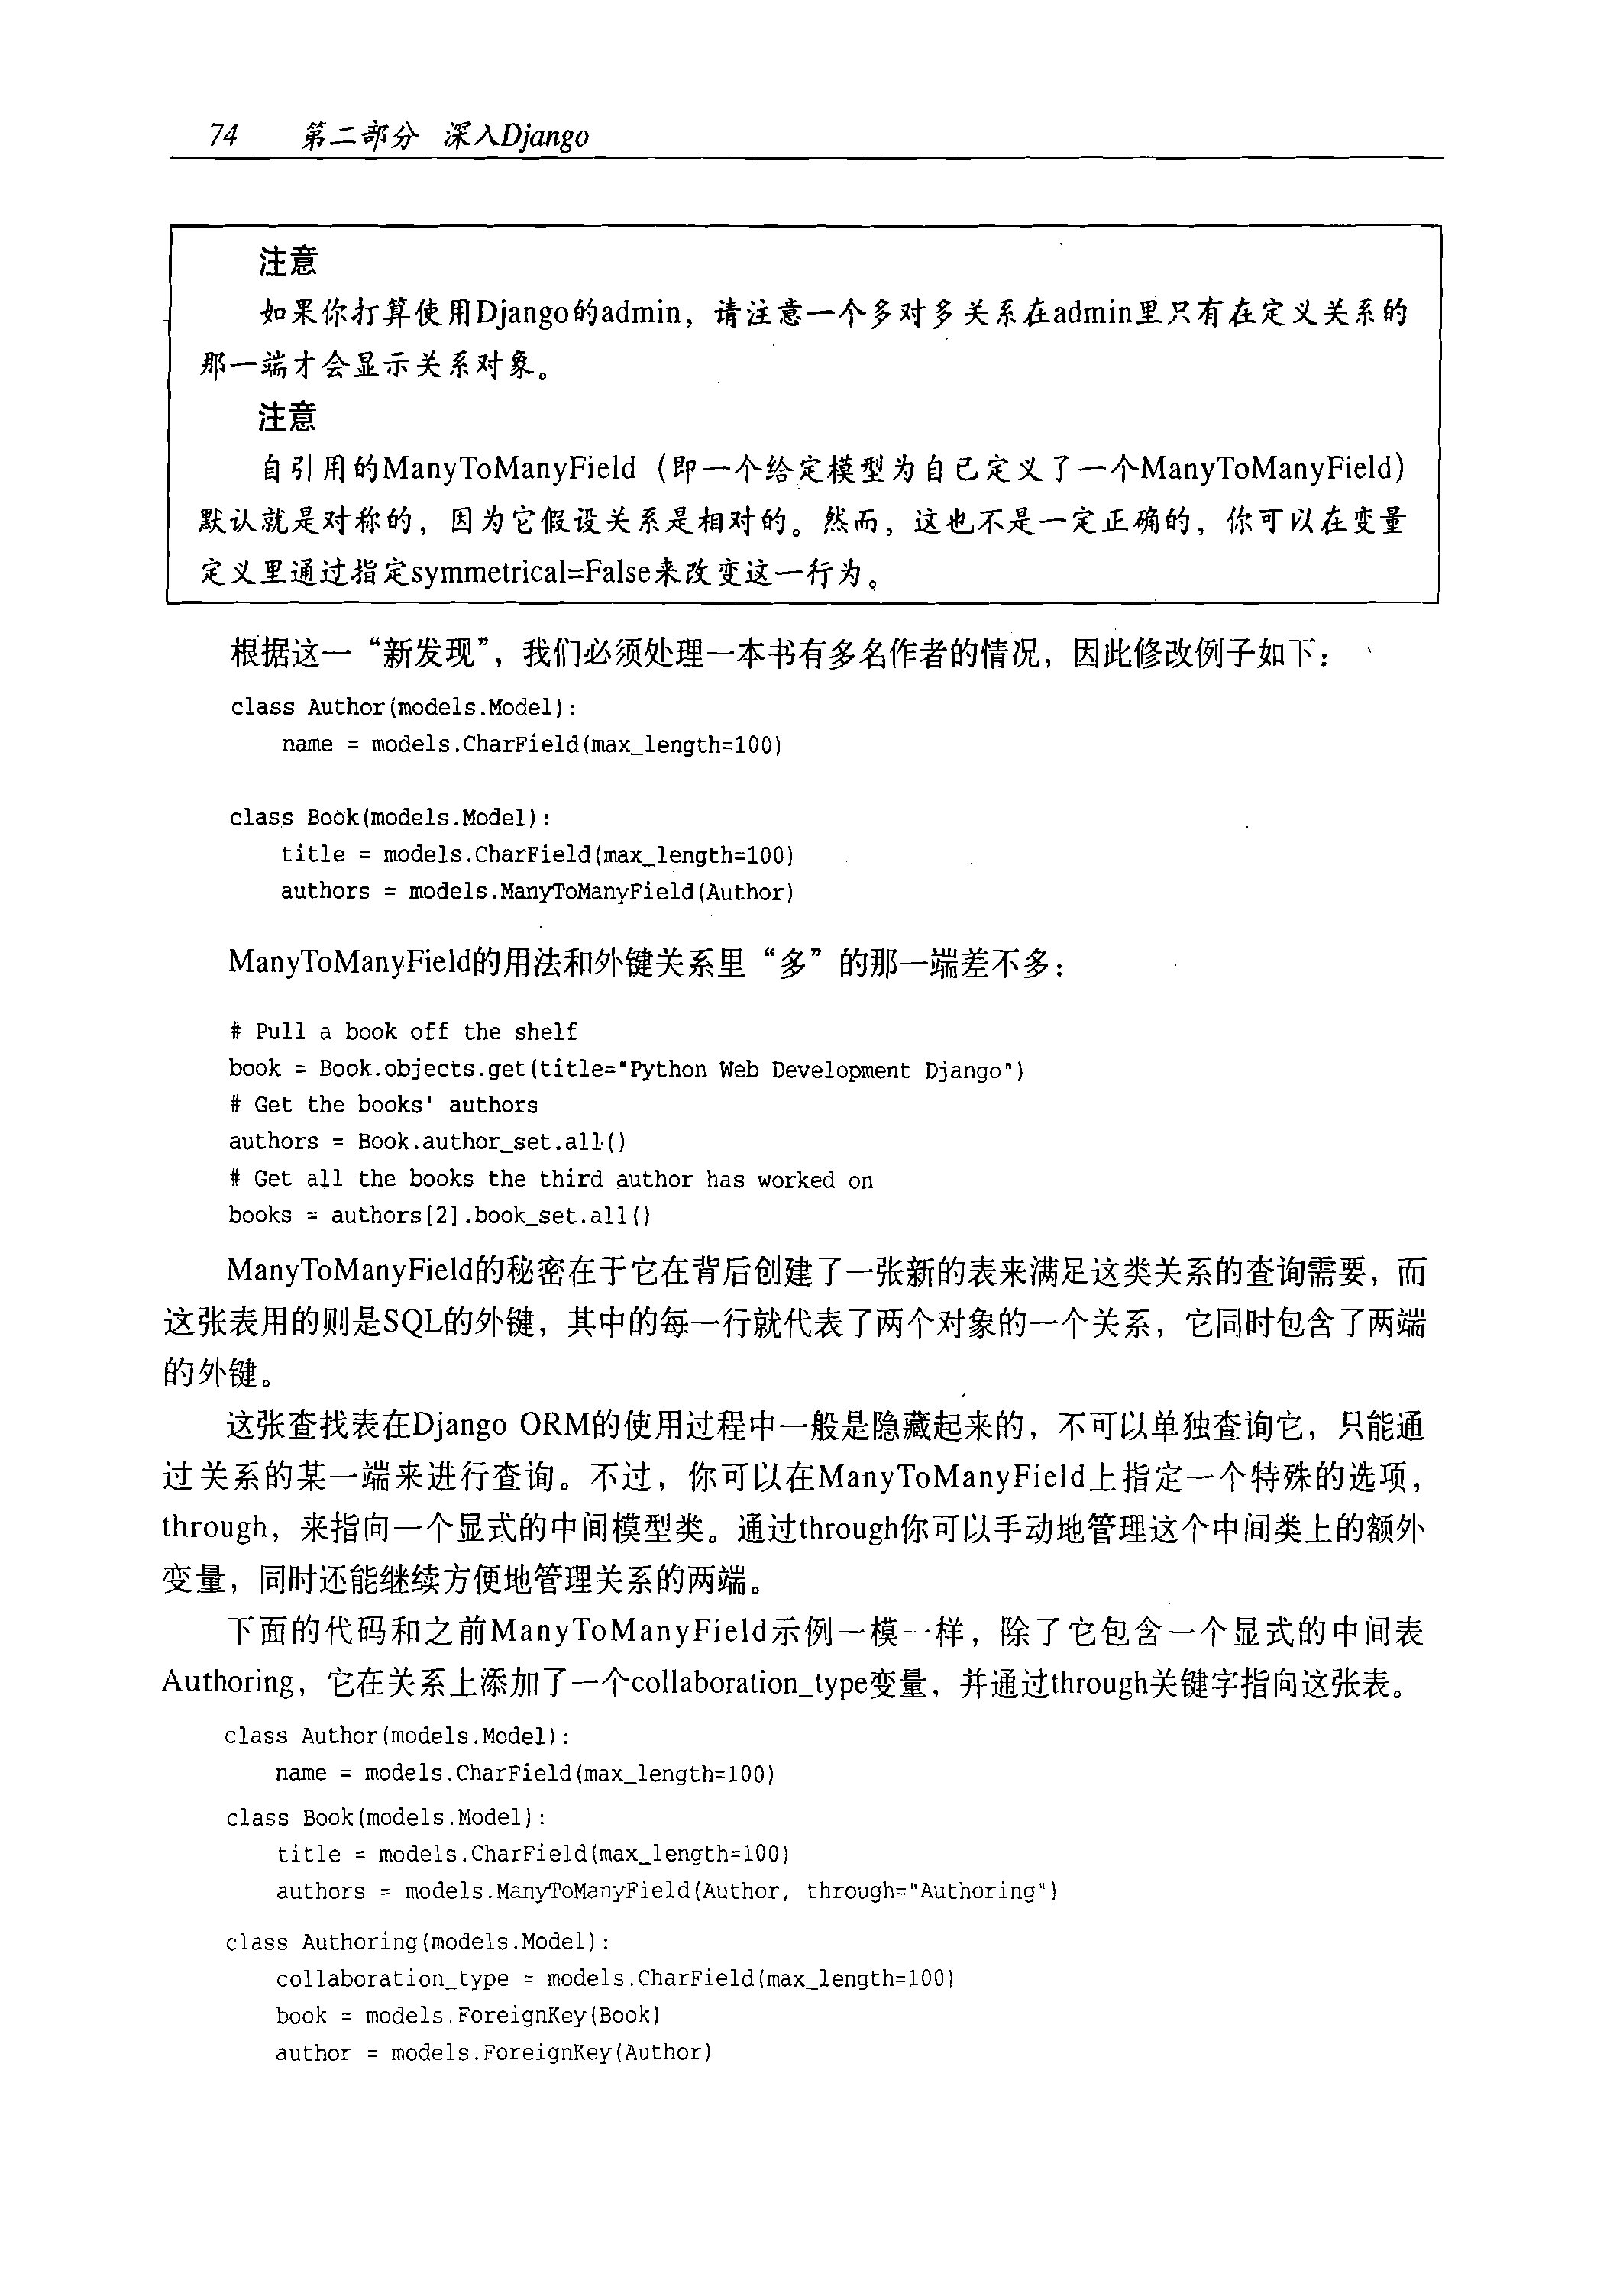 74 第二部分 深入Django
注意
如果你打算使用Django的admin，请注意一个多对多关系在admin里只有在定义关系的
那一端才会显示关系对象。
注意
自引用的ManyToManyField（即一个给定模型为自己定义了一个ManyToManyField）
默认就是对称的，因为它假设关系是相对的。然而，这也不是一定正确的，你可以在变量
定义里通过指定symmetrical=False来改变这一行为。
根据这一“新发现”，我们必须处理一本书有多名作者的情况，因此修改例子如下：
class Author(models.Model):
    name = models.CharField(max_length=100)
class Book(models.Model):
    title = models.CharField(max_length=100)
    authors = models.ManyToManyField(Author)
ManyToManyField的用法和外键关系里“多”的那一端差不多：
# Pull a book off the shelf
book = Book.objects.get(title="Python Web Development Django")
# Get the books' authors
authors = Book.author_set.all()
# Get all the books the third author has worked on
books = authors[2].book_set.all()
ManyToManyField的秘密在于它在背后创建了一张新的表来满足这类关系的查询需要，而
这张表用的则是SQL的外键，其中的每一行就代表了两个对象的一个关系，它同时包含了两端
的外键。
这张查找表在Django ORM的使用过程中一般是隐藏起来的，不可以单独查询它，只能通
过关系的某一端来进行查询。不过，你可以在ManyToManyField上指定一个特殊的选项，
through，来指向一个显式的中间模型类。通过through你可以手动地管理这个中间类上的额外
变量，同时还能继续方便地管理关系的两端。
下面的代码和之前ManyToManyField示例一模一样，除了它包含一个显式的中间表
Authoring，它在关系上添加了一个collaboration_type变量，并通过through关键字指向这张表。
class Author(models.Model):
    name = models.CharField(max_length=100)
class Book(models.Model):
    title = models.CharField(max_length=100)
    authors = models.ManyToManyField(Author, through="Authoring")
class Authoring(models.Model):
    collaboration_type = models.CharField(max_length=100)
    book = models.ForeignKey(Book)
    author = models.ForeignKey(Author)